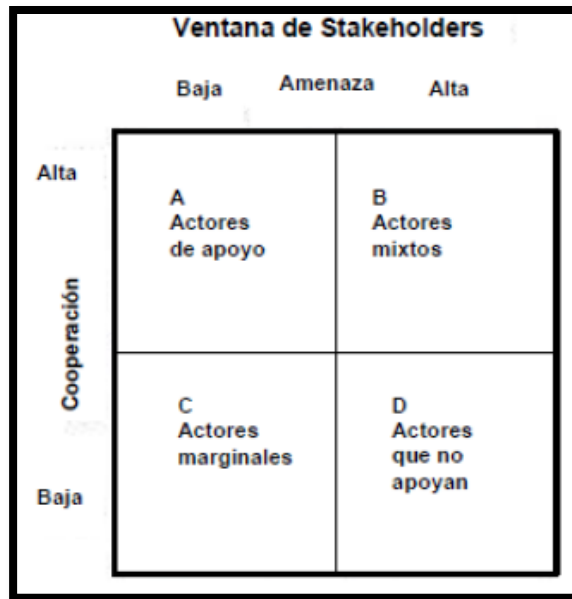 Ventana de Stakeholders
Baja Amenaza Alta
Alta
Cooperación
Baja
A
Actores
de apoyo
B
Actores
mixtos
C
Actores
marginales
D
Actores
que no
apoyan